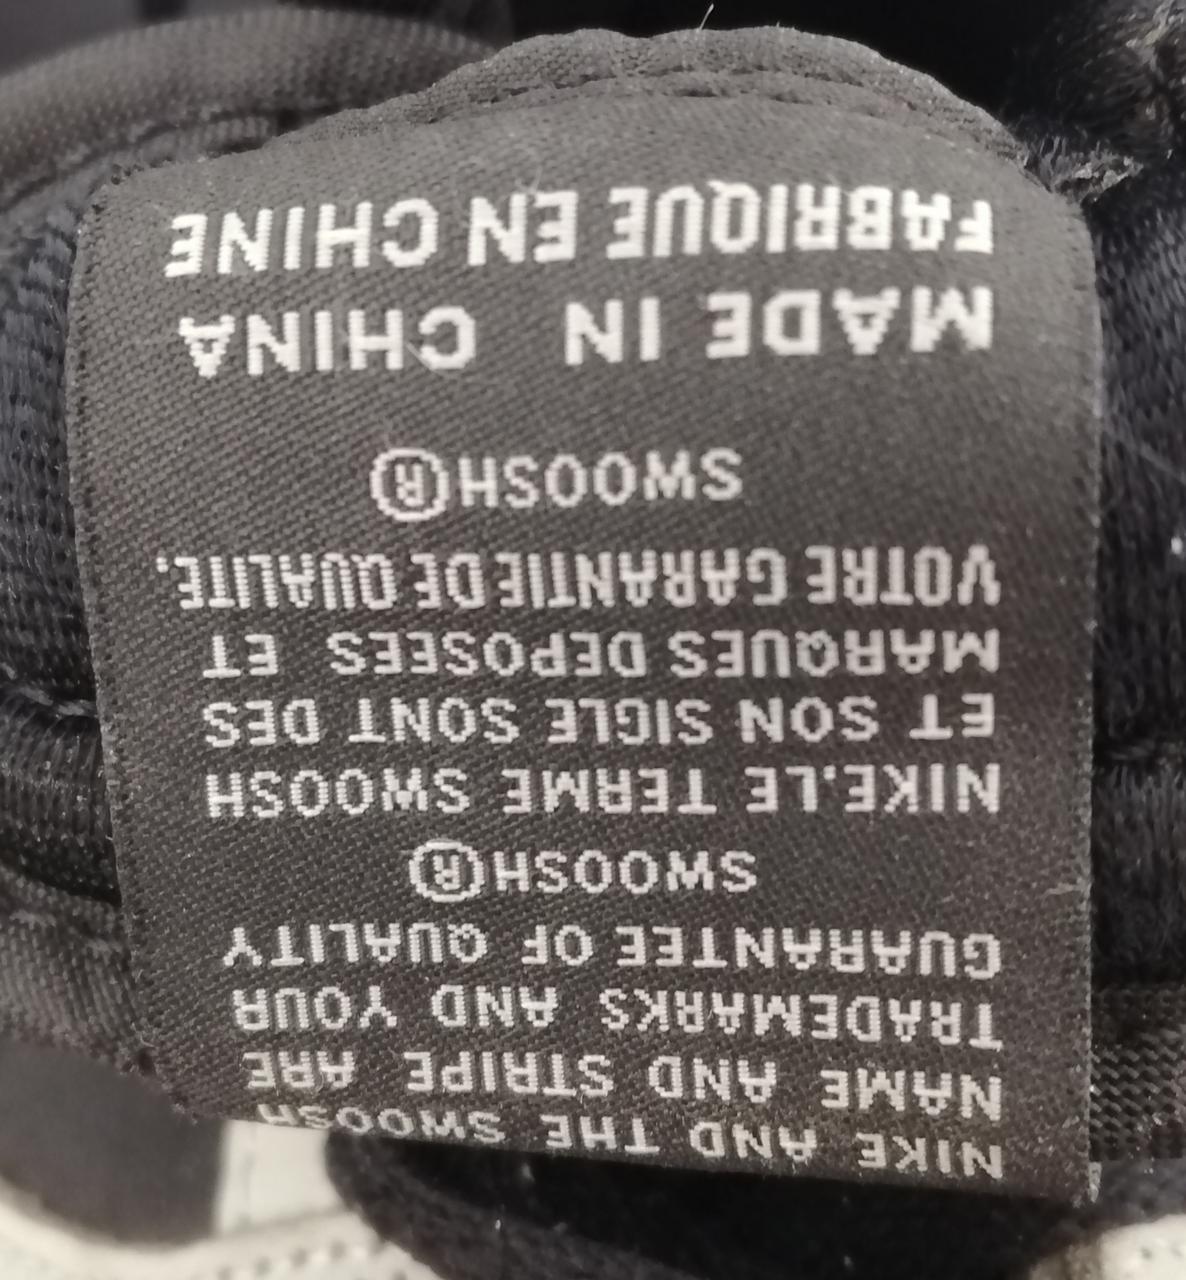 NIKE AND THE SWOOSH
NAME AND STRIPE ARE
TRADEMARKS AND YOUR
GUARANTEE OF QUALITY
SWOOSH®
NIKE.LE TERME SWOOSH
ET SON SIGLE SONT DES
MARQUES DEPOSEES ET
VOTRE GARANTIE DE QUALITE.
SWOOSH®
MADE IN CHINA
FABRIQUE EN CHINE